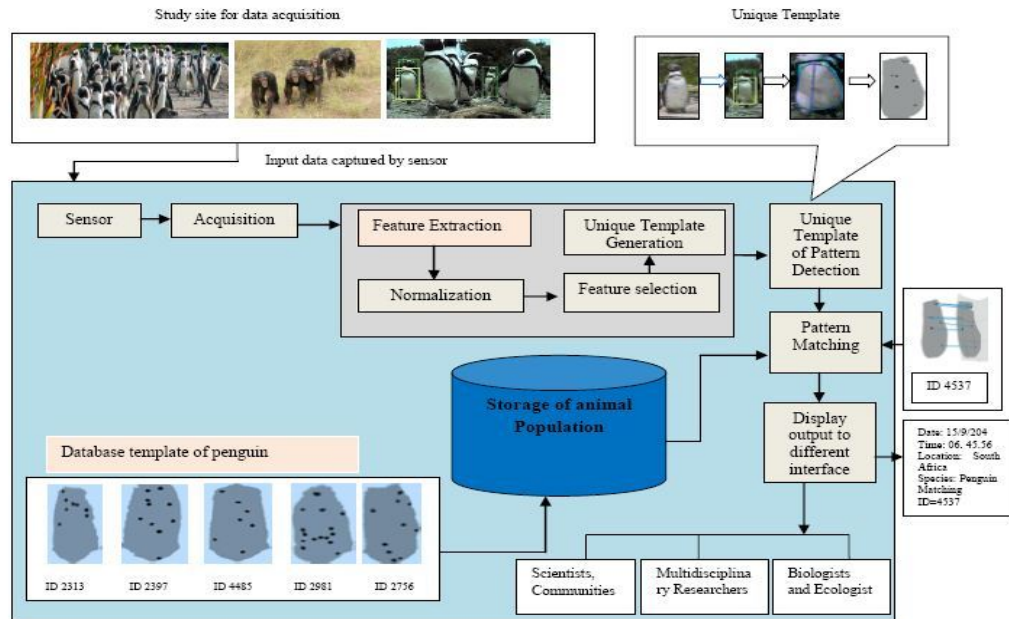 Study site for data acquisition
Unique Template
Input data captured by sensor
Sensor
Acquisition
Feature Extraction
Unique Template
Generation
Normalization
Feature selection
Unique
Template
of Pattern
Detection
Pattern
Matching
ID 4537
Storage of animal
Population
Display
output to
different
interface
Date: 15/9/204
Time: 06. 45.56
Location: South
Africa
Species: Penguin
Matching
ID=4537
Database template of penguin
ID 2313
ID 2397
ID 4485
ID 2981
ID 2756
Scientists,
Communities
Multidisciplina
ry Researchers
Biologists
and Ecologist